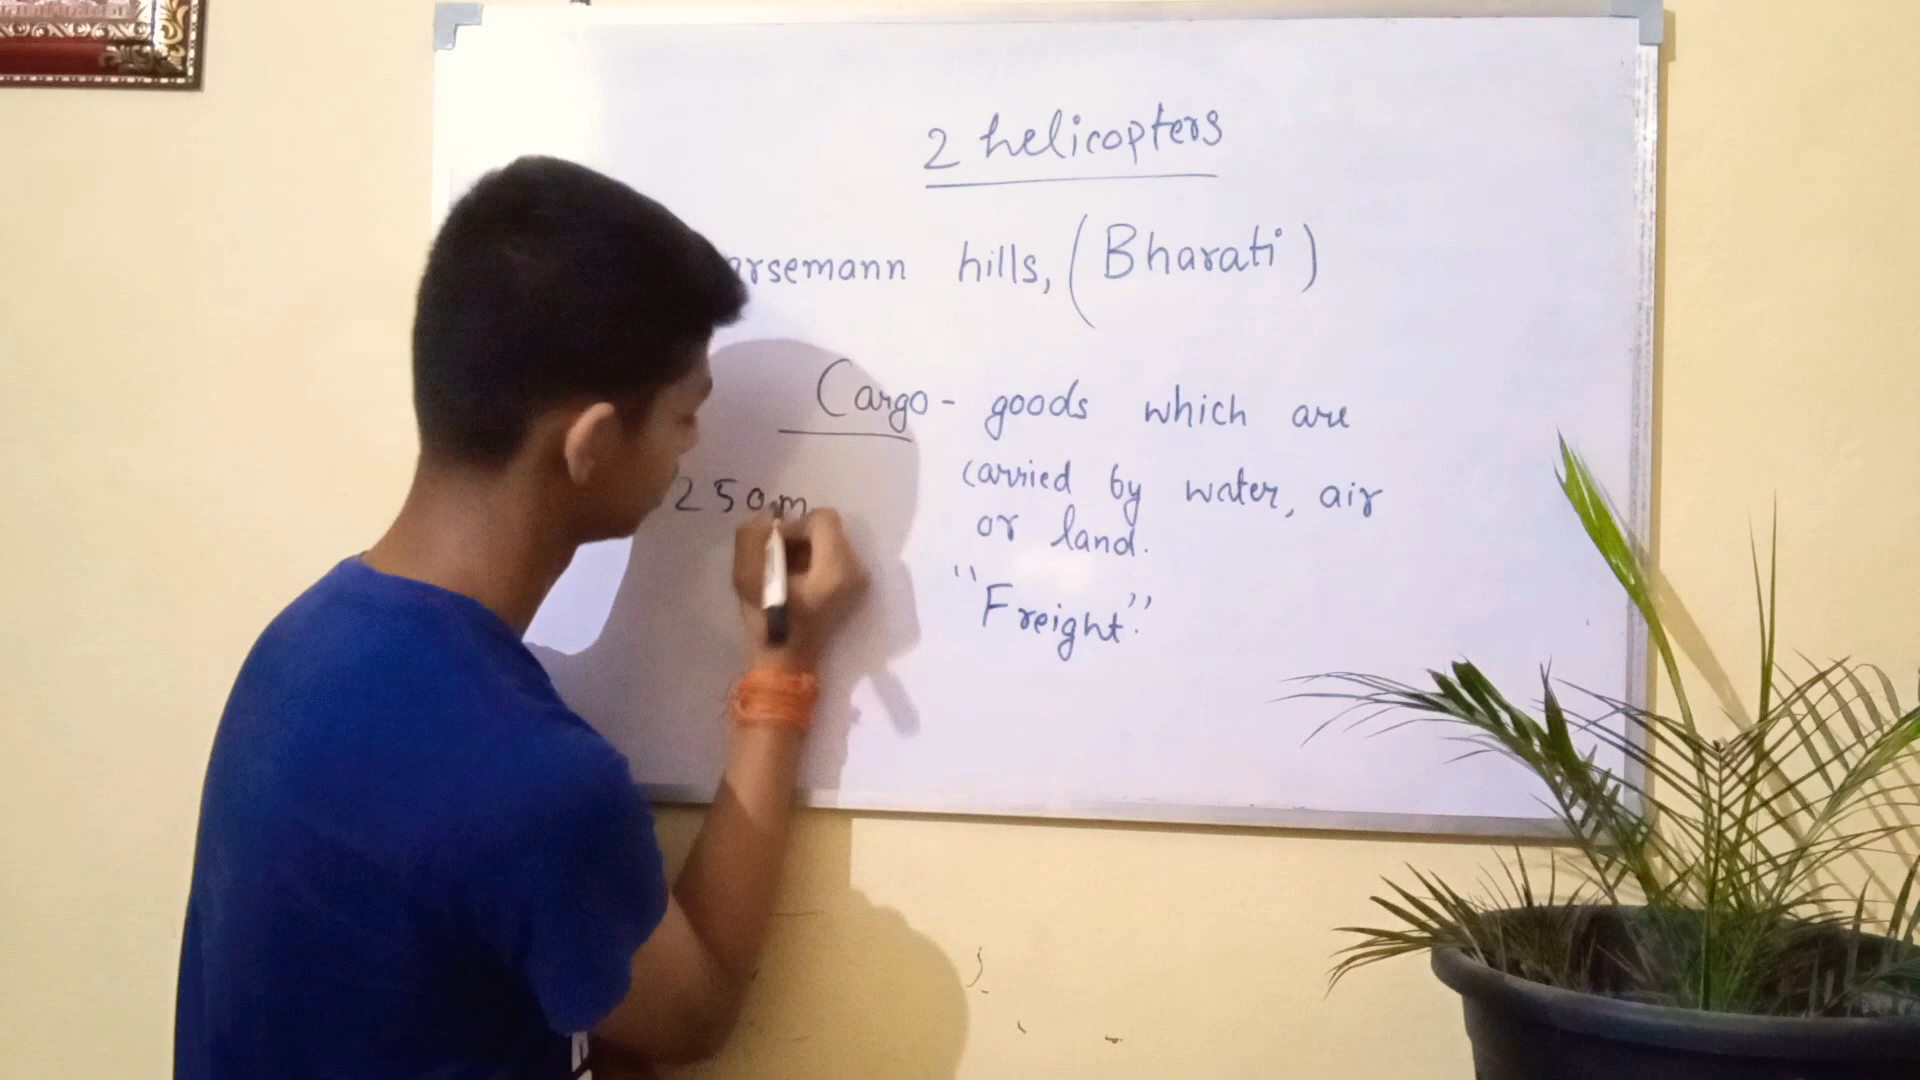 2 helicopters
arsemann hills, (Bharati)
Cargo - goods which are
carried by water, air
or land.
250m
"Freight".